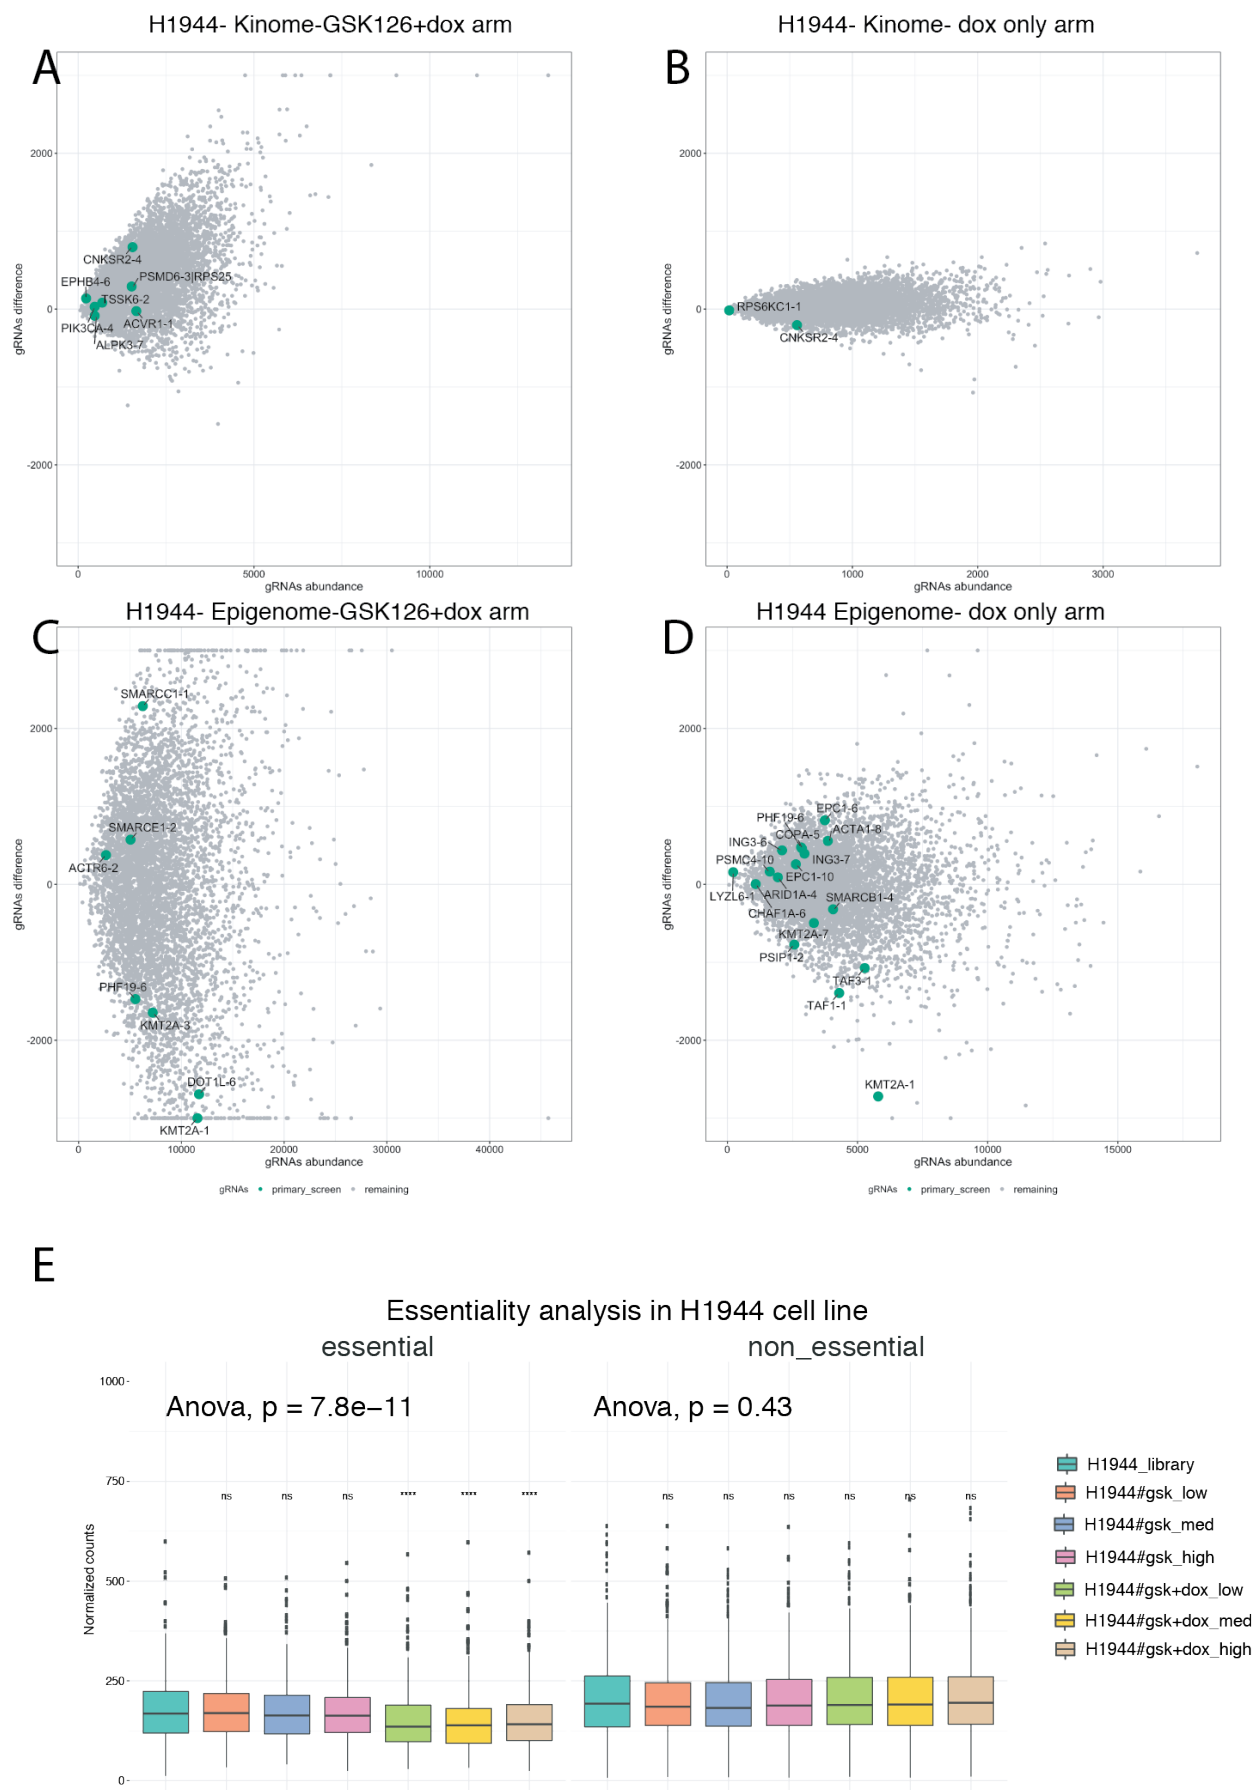 H1944- Kinome-GSK126+dox arm
H1944- Kinome- dox only arm
A
B
gRNAs difference
2000
0
-2000
CNKSR2-4
PSMD6-3|RPS25
EPHB4-6
TSSK6-2
PIK3CA-4
ACVR1-1
ALPK3-7
0
5000
10000
gRNAs abundance
gRNAs difference
2000
0
-2000
RPS6KC1-1
CNKSR2-4
0
1000
2000
3000
gRNAs abundance
H1944- Epigenome-GSK126+dox arm
H1944 Epigenome- dox only arm
C
D
gRNAs difference
2000
0
-2000
SMARCC1-1
SMARCE1-2
ACTR6-2
PHF19-6
KMT2A-3
DOT1L-6
KMT2A-1
0
10000
20000
30000
40000
gRNAs abundance
gRNAs primary_screen remaining
gRNAs difference
2000
0
-2000
EPC1-6
PHF19-6
COPA-5
ACTA1-8
ING3-6
PSMC4-10
ING3-7
EPC1-10
LYZL6-1
ARID1A-4
SMARCB1-4
CHAF1A-6
KMT2A-7
PSIP1-2
TAF3-1
TAF1-1
KMT2A-1
0
5000
10000
15000
gRNAs abundance
gRNAs primary_screen remaining
E
Essentiality analysis in H1944 cell line
essential
non_essential
Normalized counts
1000
750
500
250
0
Anova, p = 7.8e−11
Anova, p = 0.43
ns ns ns **** **** ****
ns ns ns ns ns ns
H1944_library
H1944#gsk_low
H1944#gsk_med
H1944#gsk_high
H1944#gsk+dox_low
H1944#gsk+dox_med
H1944#gsk+dox_high